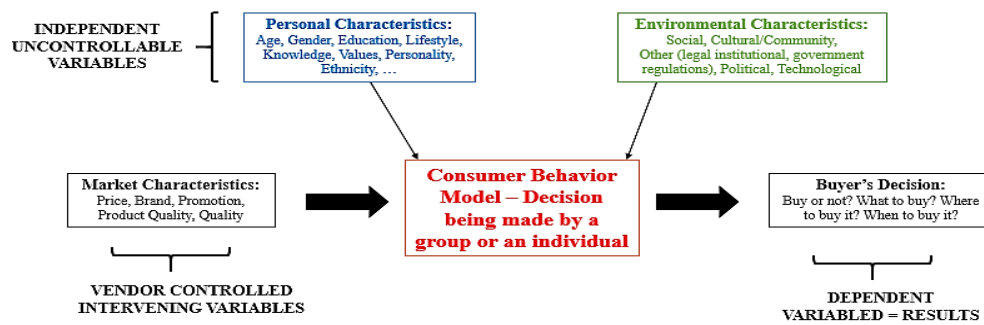 INDEPENDENT
UNCONTROLLABLE
VARIABLES
Personal Characteristics:
Age, Gender, Education, Lifestyle,
Knowledge, Values, Personality,
Ethnicity, …
Environmental Characteristics:
Social, Cultural/Community,
Other (legal institutional, government
regulations), Political, Technological
Market Characteristics:
Price, Brand, Promotion,
Product Quality, Quality
Consumer Behavior
Model – Decision
being made by a
group or an individual
Buyer's Decision:
Buy or not? What to buy? Where
to buy it? When to buy it?
VENDOR CONTROLLED
INTERVENING VARIABLES
DEPENDENT
VARIABLED = RESULTS